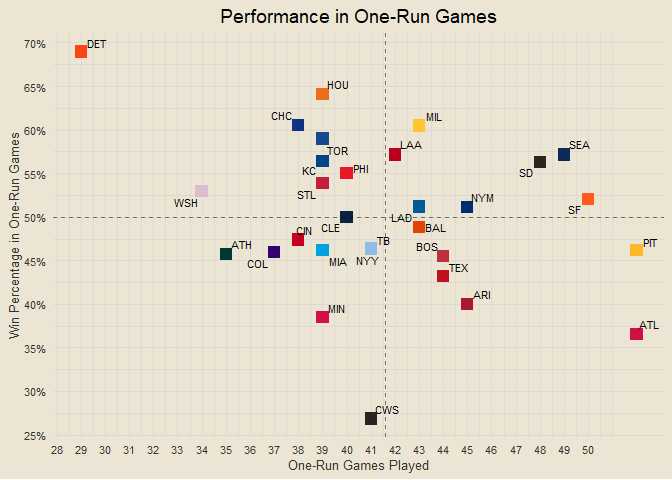 Performance in One-Run Games
70%
DET
65%
HOU
CHC
MIL
60%
TOR
LAA
SEA
KC
PHI
SD
55%
STL
WSH
NYM
SF
LAD
50%
CLE
BAL
CIN
TB
ATH
BOS
PIT
COL
MIA
NYY
45%
TEX
ARI
40%
MIN
ATL
35%
30%
CWS
25%
28 29 30 31 32 33 34 35 36 37 38 39 40 41 42 43 44 45 46 47 48 49 50
One-Run Games Played
Win Percentage in One-Run Games